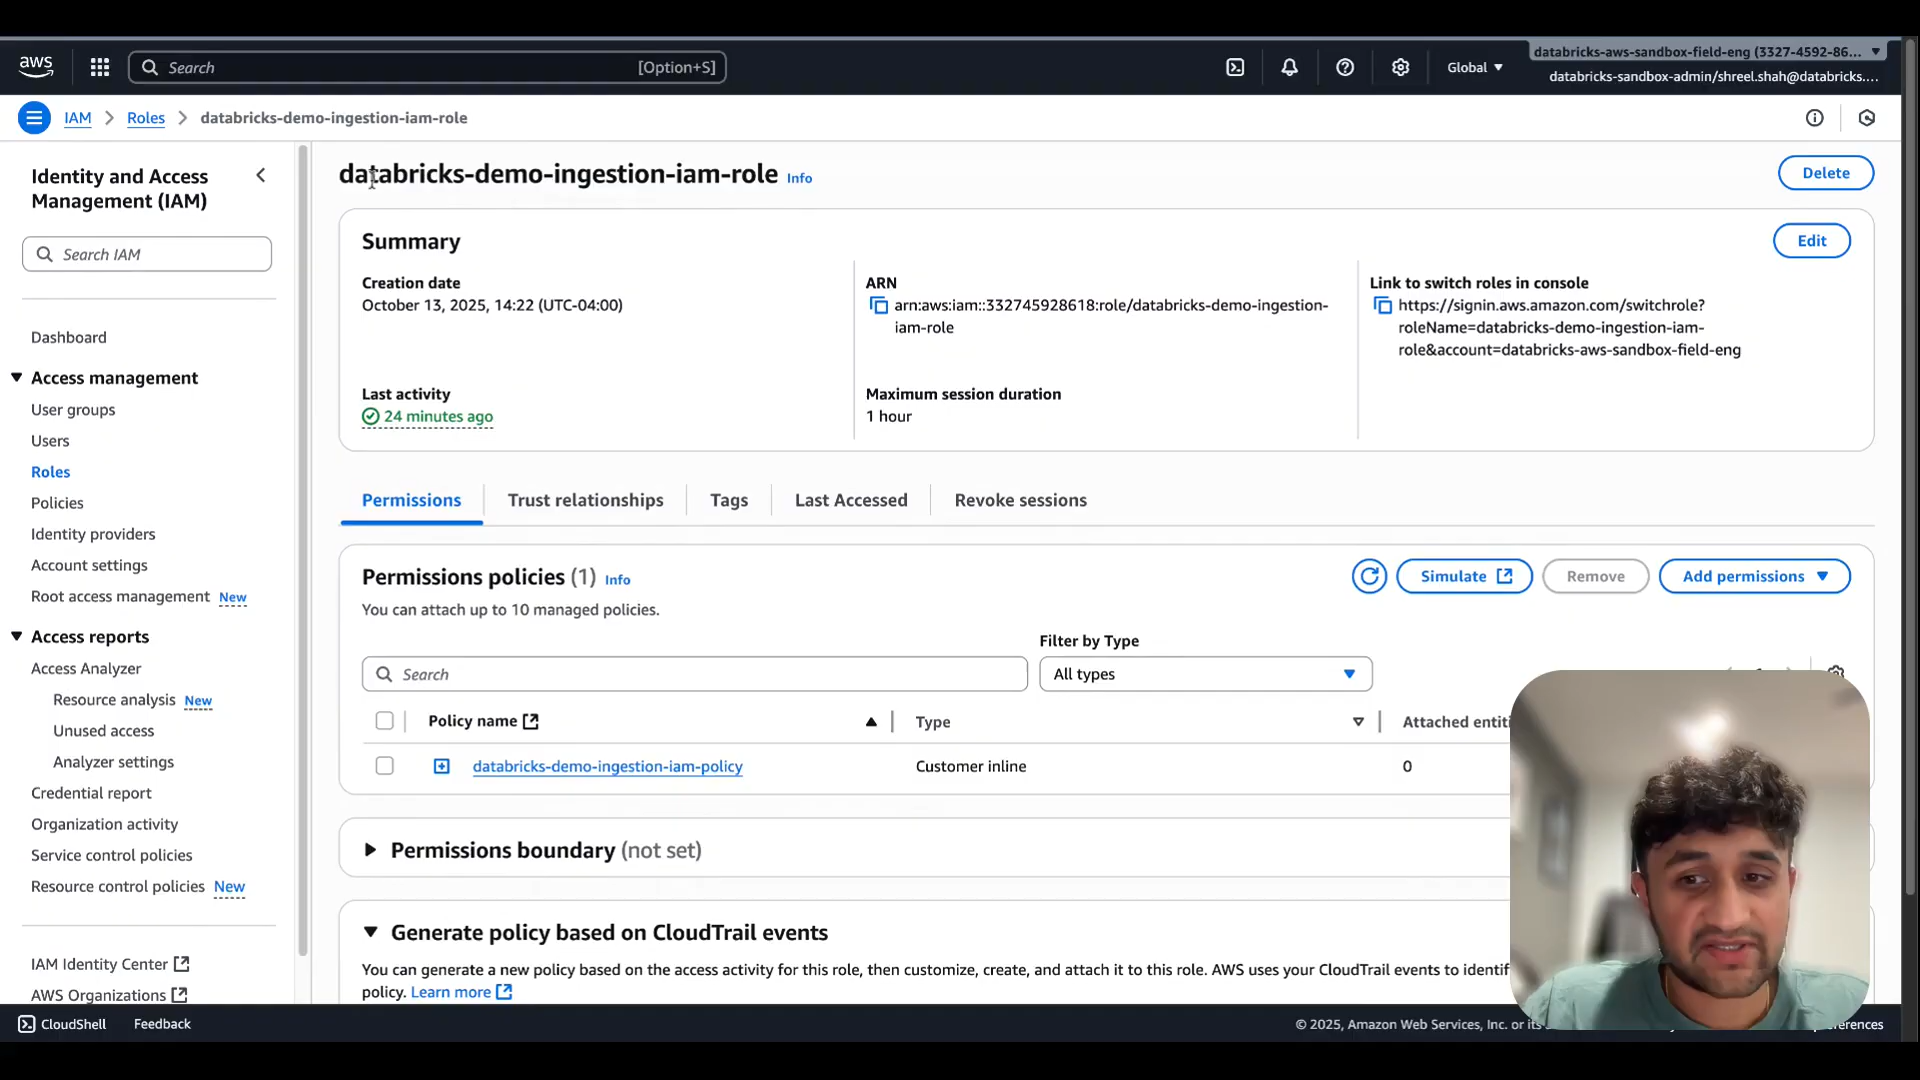 aws
Search
[Option+S]
Global
databricks-aws-sandbox-field-eng (3327-4592-86...
databricks-sandbox-admin/shreel.shah@databricks....
IAM
Roles
databricks-demo-ingestion-iam-role
Identity and Access
Management (IAM)
Search IAM
Dashboard
Access management
User groups
Users
Roles
Policies
Identity providers
Account settings
Root access management New
Access reports
Access Analyzer
Resource analysis New
Unused access
Analyzer settings
Credential report
Organization activity
Service control policies
Resource control policies New
IAM Identity Center
AWS Organizations
databricks-demo-ingestion-iam-role Info
Delete
Summary
Edit
Creation date
October 13, 2025, 14:22 (UTC-04:00)
ARN
arn:aws:iam::332745928618:role/databricks-demo-ingestion-
iam-role
Link to switch roles in console
https://signin.aws.amazon.com/switchrole?
roleName=databricks-demo-ingestion-iam-
role&account=databricks-aws-sandbox-field-eng
Last activity
24 minutes ago
Maximum session duration
1 hour
Permissions
Trust relationships
Tags
Last Accessed
Revoke sessions
Permissions policies (1) Info
You can attach up to 10 managed policies.
Simulate
Remove
Add permissions
Filter by Type
Search
All types
Policy name
Type
Attached entiti
databricks-demo-ingestion-iam-policy
Customer inline
0
Permissions boundary (not set)
Generate policy based on CloudTrail events
You can generate a new policy based on the access activity for this role, then customize, create, and attach it to this role. AWS uses your CloudTrail events to identif
policy. Learn more
CloudShell
Feedback
© 2025, Amazon Web Services, Inc. or its